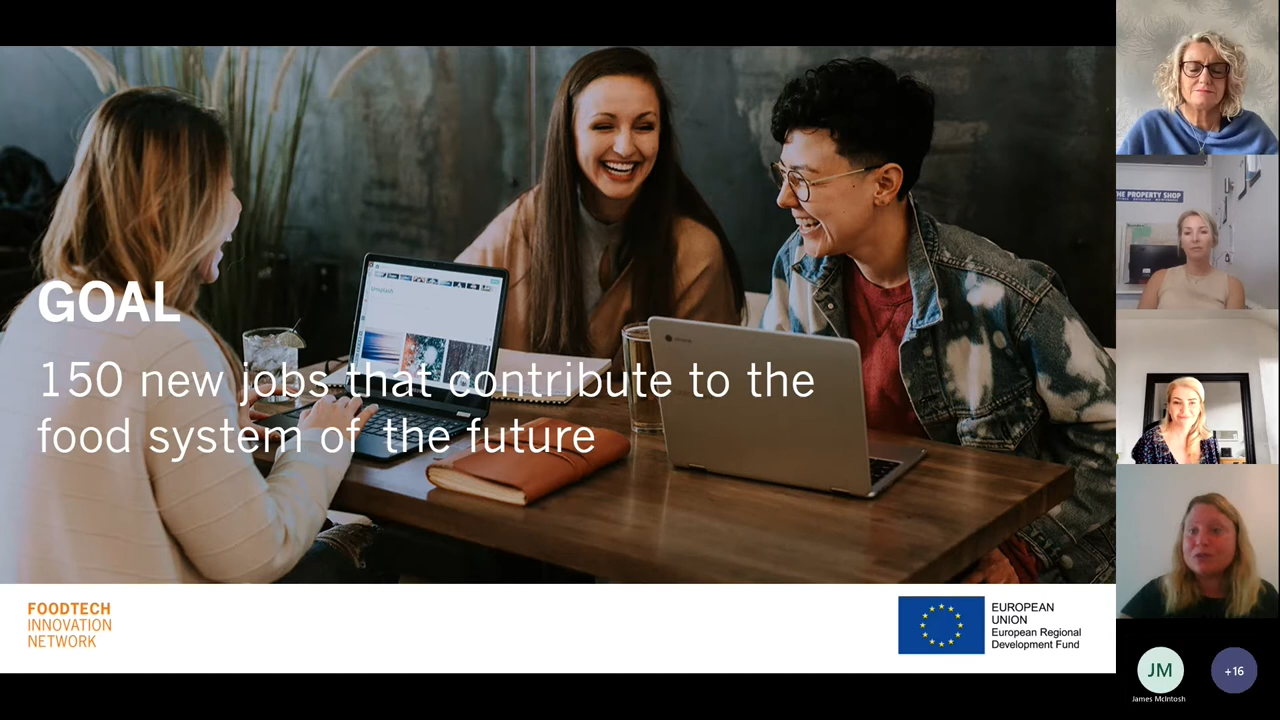 GOAL
150 new jobs that contribute to the
food system of the future
FOODTECH
INNOVATION
NETWORK
EUROPEAN
UNION
European Regional
Development Fund
THE PROPERTY SHOP
JM
James McIntosh
+16